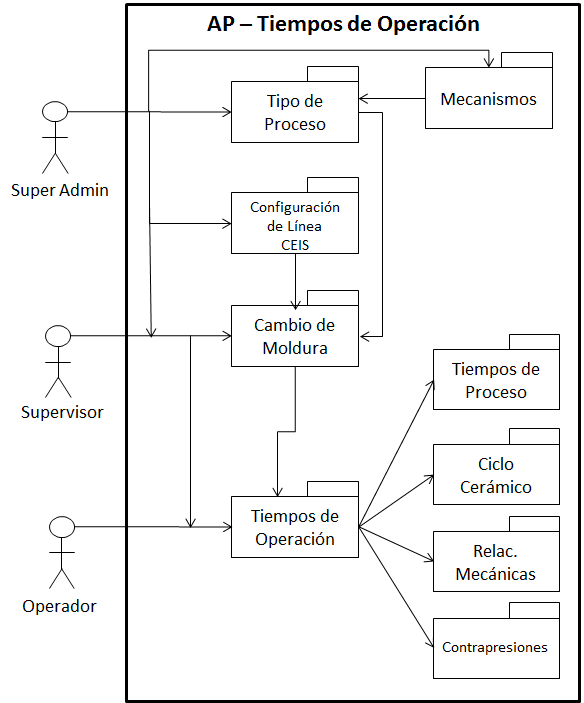 AP – Tiempos de Operación
Mecanismos
Tipo de
Proceso
Super Admin
Configuración
de Línea
CEIS
Cambio de
Moldura
Supervisor
Tiempos de
Proceso
Ciclo
Cerámico
Tiempos de
Operación
Relac.
Mecánicas
Operador
Contrapresiones